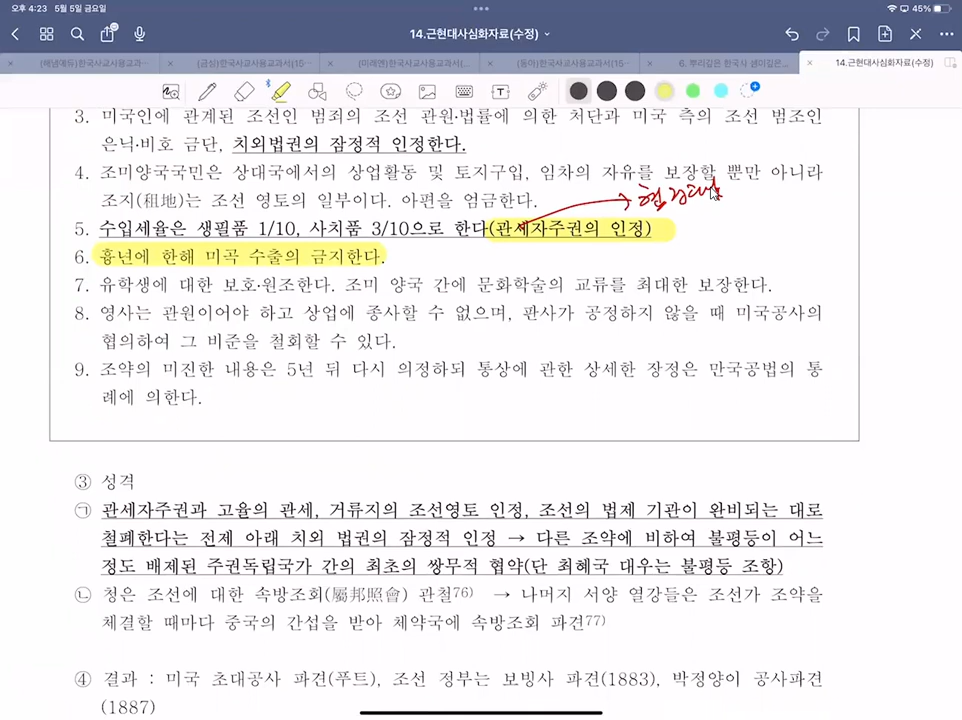 오후 4:23 5월 5일 금요일
45%
14.근현대사심화자료(수정)
(해냄에듀)한국사교사용교과...
(금성)한국사교사용교과서(15...
(미래엔)한국사교사용교과서(...
(동아)한국사교사용교과서(15...
6. 뿌리깊은 한국사 샘이깊은...
14.근현대사심화자료(수정)
3. 미국인에 관계된 조선인 범죄의 조선 관원·법률에 의한 처단과 미국 측의 조선 범조인
은닉·비호 금단, 치외법권의 잠정적 인정한다.
4. 조미양국국민은 상대국에서의 상업활동 및 토지구입, 임차의 자유를 보장할 뿐만 아니라
조지(租地)는 조선 영토의 일부이다. 아편을 엄금한다.
5. 수입세율은 생필품 1/10, 사치품 3/10으로 한다(관세자주권의 인정)
6. 흉년에 한해 미곡 수출의 금지한다.
7. 유학생에 대한 보호·원조한다. 조미 양국 간에 문화학술의 교류를 최대한 보장한다.
8. 영사는 관원이어야 하고 상업에 종사할 수 없으며, 판사가 공정하지 않을 때 미국공사의
협의하여 그 비준을 철회할 수 있다.
9. 조약의 미진한 내용은 5년 뒤 다시 의정하되 통상에 관한 상세한 장정은 만국공법의 통
례에 의한다.
③ 성격
㉠ 관세자주권과 고율의 관세, 거류지의 조선영토 인정, 조선의 법제 기관이 완비되는 대로
철폐한다는 전제 아래 치외 법권의 잠정적 인정 → 다른 조약에 비하여 불평등이 어느
정도 배제된 주권독립국가 간의 최초의 쌍무적 협약(단 최혜국 대우는 불평등 조항)
㉡ 청은 조선에 대한 속방조회(屬邦照會) 관철76) → 나머지 서양 열강들은 조선가 조약을
체결할 때마다 중국의 간섭을 받아 체약국에 속방조회 파견77)
④ 결과 : 미국 초대공사 파견(푸트), 조선 정부는 보빙사 파견(1883), 박정양이 공사파견
(1887)